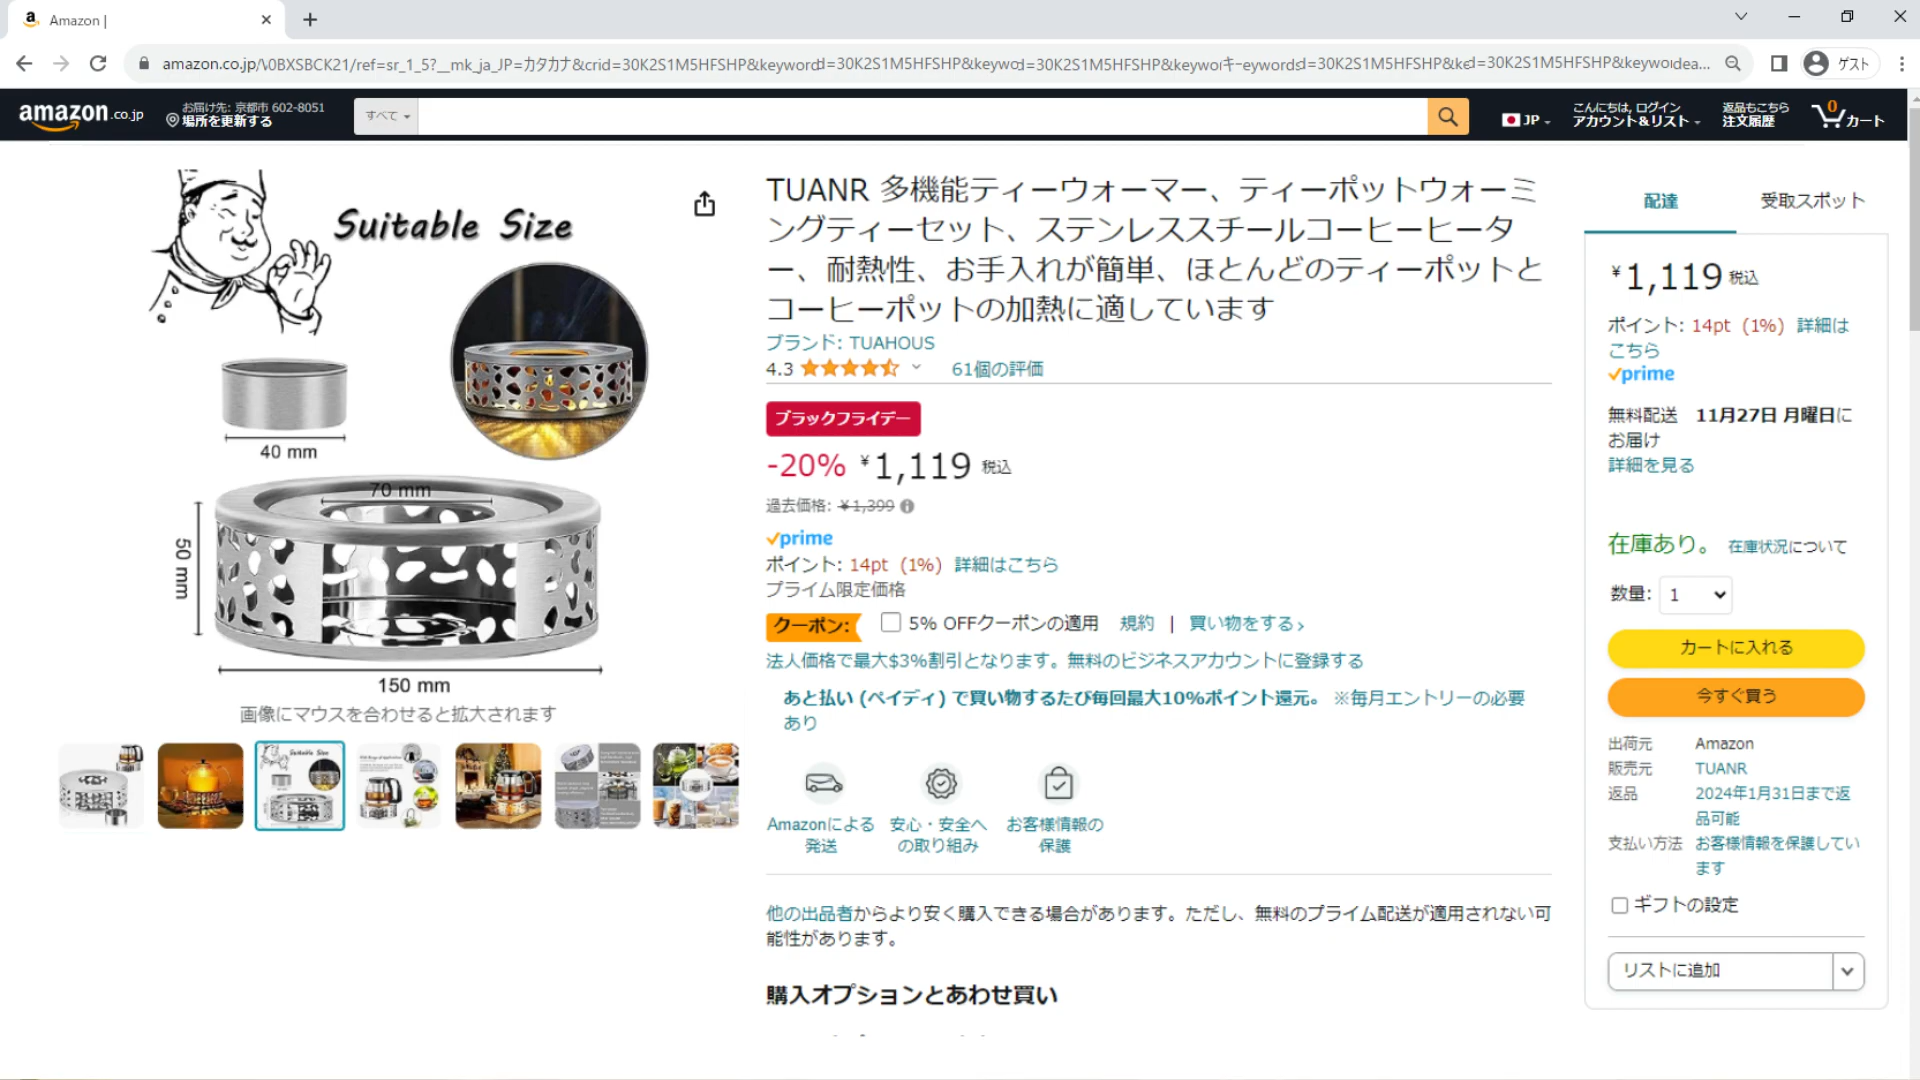 Amazon |
amazon.co.jp/\0BXSBCK21/ref=sr_1_5?__mk_ja_JP=カタカナ&crid=30K2S1M5HFSHP&keyword
ゲスト
amazon.co.jp
お届け先: 京都市 602-8051
場所を更新する
すべて
JP
こんにちは, ログイン
アカウント&リスト
返品もこちら
注文履歴
0
カート
Suitable Size
40 mm
70 mm
50 mm
150 mm
画像にマウスを合わせると拡大されます
Suitable Size
TUANR 多機能ティーウォーマー、ティーポットウォーミ
ングティーセット、ステンレススチールコーヒーヒータ
ー、耐熱性、お手入れが簡単、ほとんどのティーポットと
コーヒーポットの加熱に適しています
ブランド: TUAHOUS
4.3
61個の評価
ブラックフライデー
-20% ¥1,119 税込
過去価格: ¥1,399
prime
ポイント: 14pt (1%) 詳細はこちら
プライム限定価格
クーポン: 5% OFFクーポンの適用 規約 | 買い物をする ›
法人価格で最大$3%割引となります。無料のビジネスアカウントに登録する
あと払い (ペイディ) で買い物するたび毎回最大10%ポイント還元。 ※毎月エントリーの必要
あり
Amazonによる
発送
安心・安全へ
の取り組み
お客様情報の
保護
他の出品者からより安く購入できる場合があります。ただし、無料のプライム配送が適用されない可
能性があります。
購入オプションとあわせ買い
配達
受取スポット
¥1,119 税込
ポイント: 14pt (1%) 詳細は
こちら
prime
無料配送 11月27日 月曜日に
お届け
詳細を見る
在庫あり。 在庫状況について
数量: 1
カートに入れる
今すぐ買う
出荷元 Amazon
販売元 TUANR
返品 2024年1月31日まで返
品可能
支払い方法 お客様情報を保護してい
ます
ギフトの設定
リストに追加